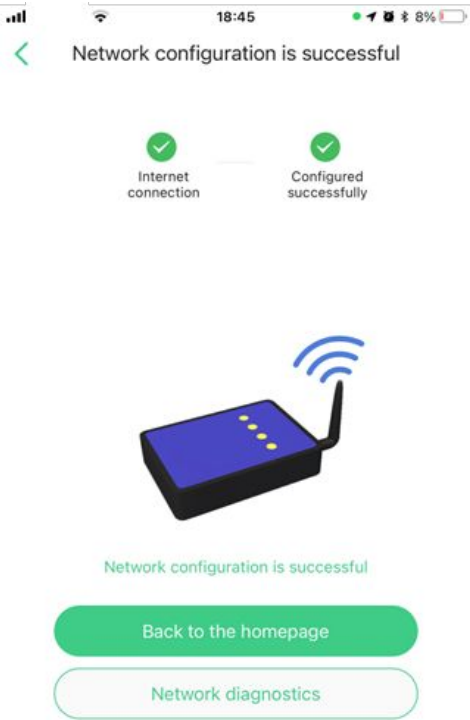 18:45
8%
Network configuration is successful
Internet
connection
Configured
successfully
Network configuration is successful
Back to the homepage
Network diagnostics